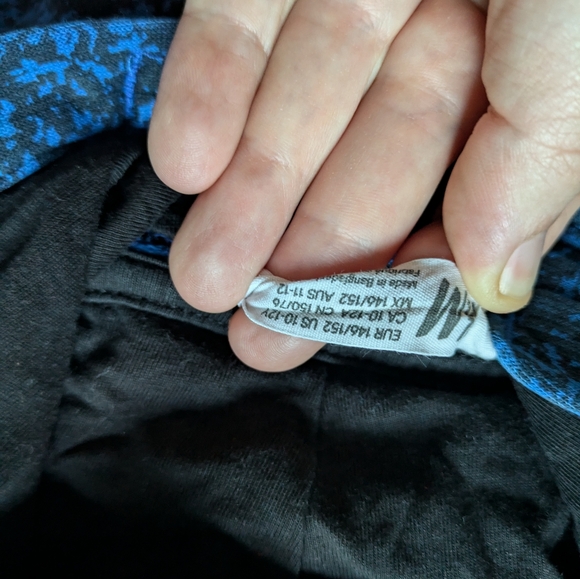 H&M
EUR 146/152 US 10-12Y
CA 10-12A CN 150/76
MX 146/152 AUS 11-12
Made in